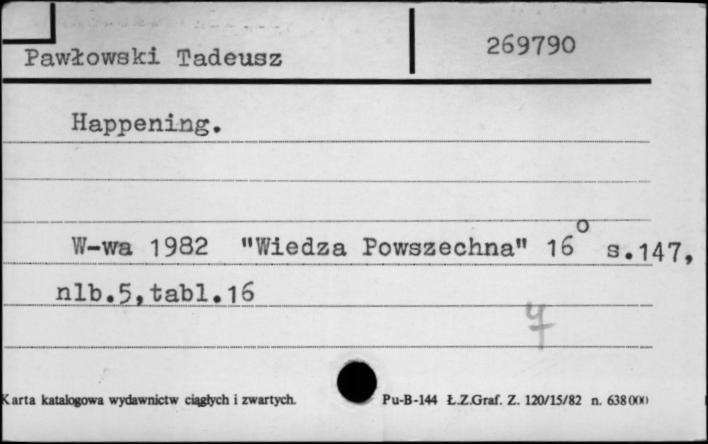 Pawłowski Tadeusz 269790
Happening.
W-wa 1982 "Wiedza Powszechna" 16° s.147,
nlb.5,tabl.16
4
Karta katalogowa wydawnictw ciągłych i zwartych. Pu-B-144 Ł.Z.Graf. Z. 120/15/82 n. 638000